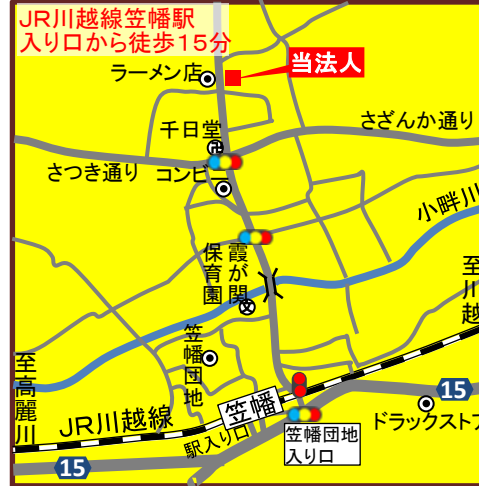 JR川越線笠幡駅
入り口から徒歩15分
ラーメン店
当法人
千日堂
さざんか通り
さつき通り
コンビニ
小畔川
霞が関
保育園
至川越
笠幡団地
至高麗川
15
笠幡
JR川越線
ドラックストア
駅入り口
笠幡団地
入り口
15